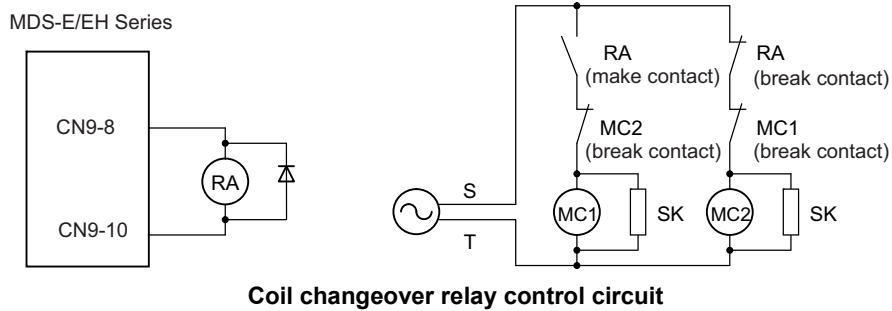 MDS-E/EH Series
CN9-8
CN9-10
RA
RA
(make contact)
RA
(break contact)
MC2
(break contact)
MC1
(break contact)
S
T
MC1
SK
MC2
SK
Coil changeover relay control circuit